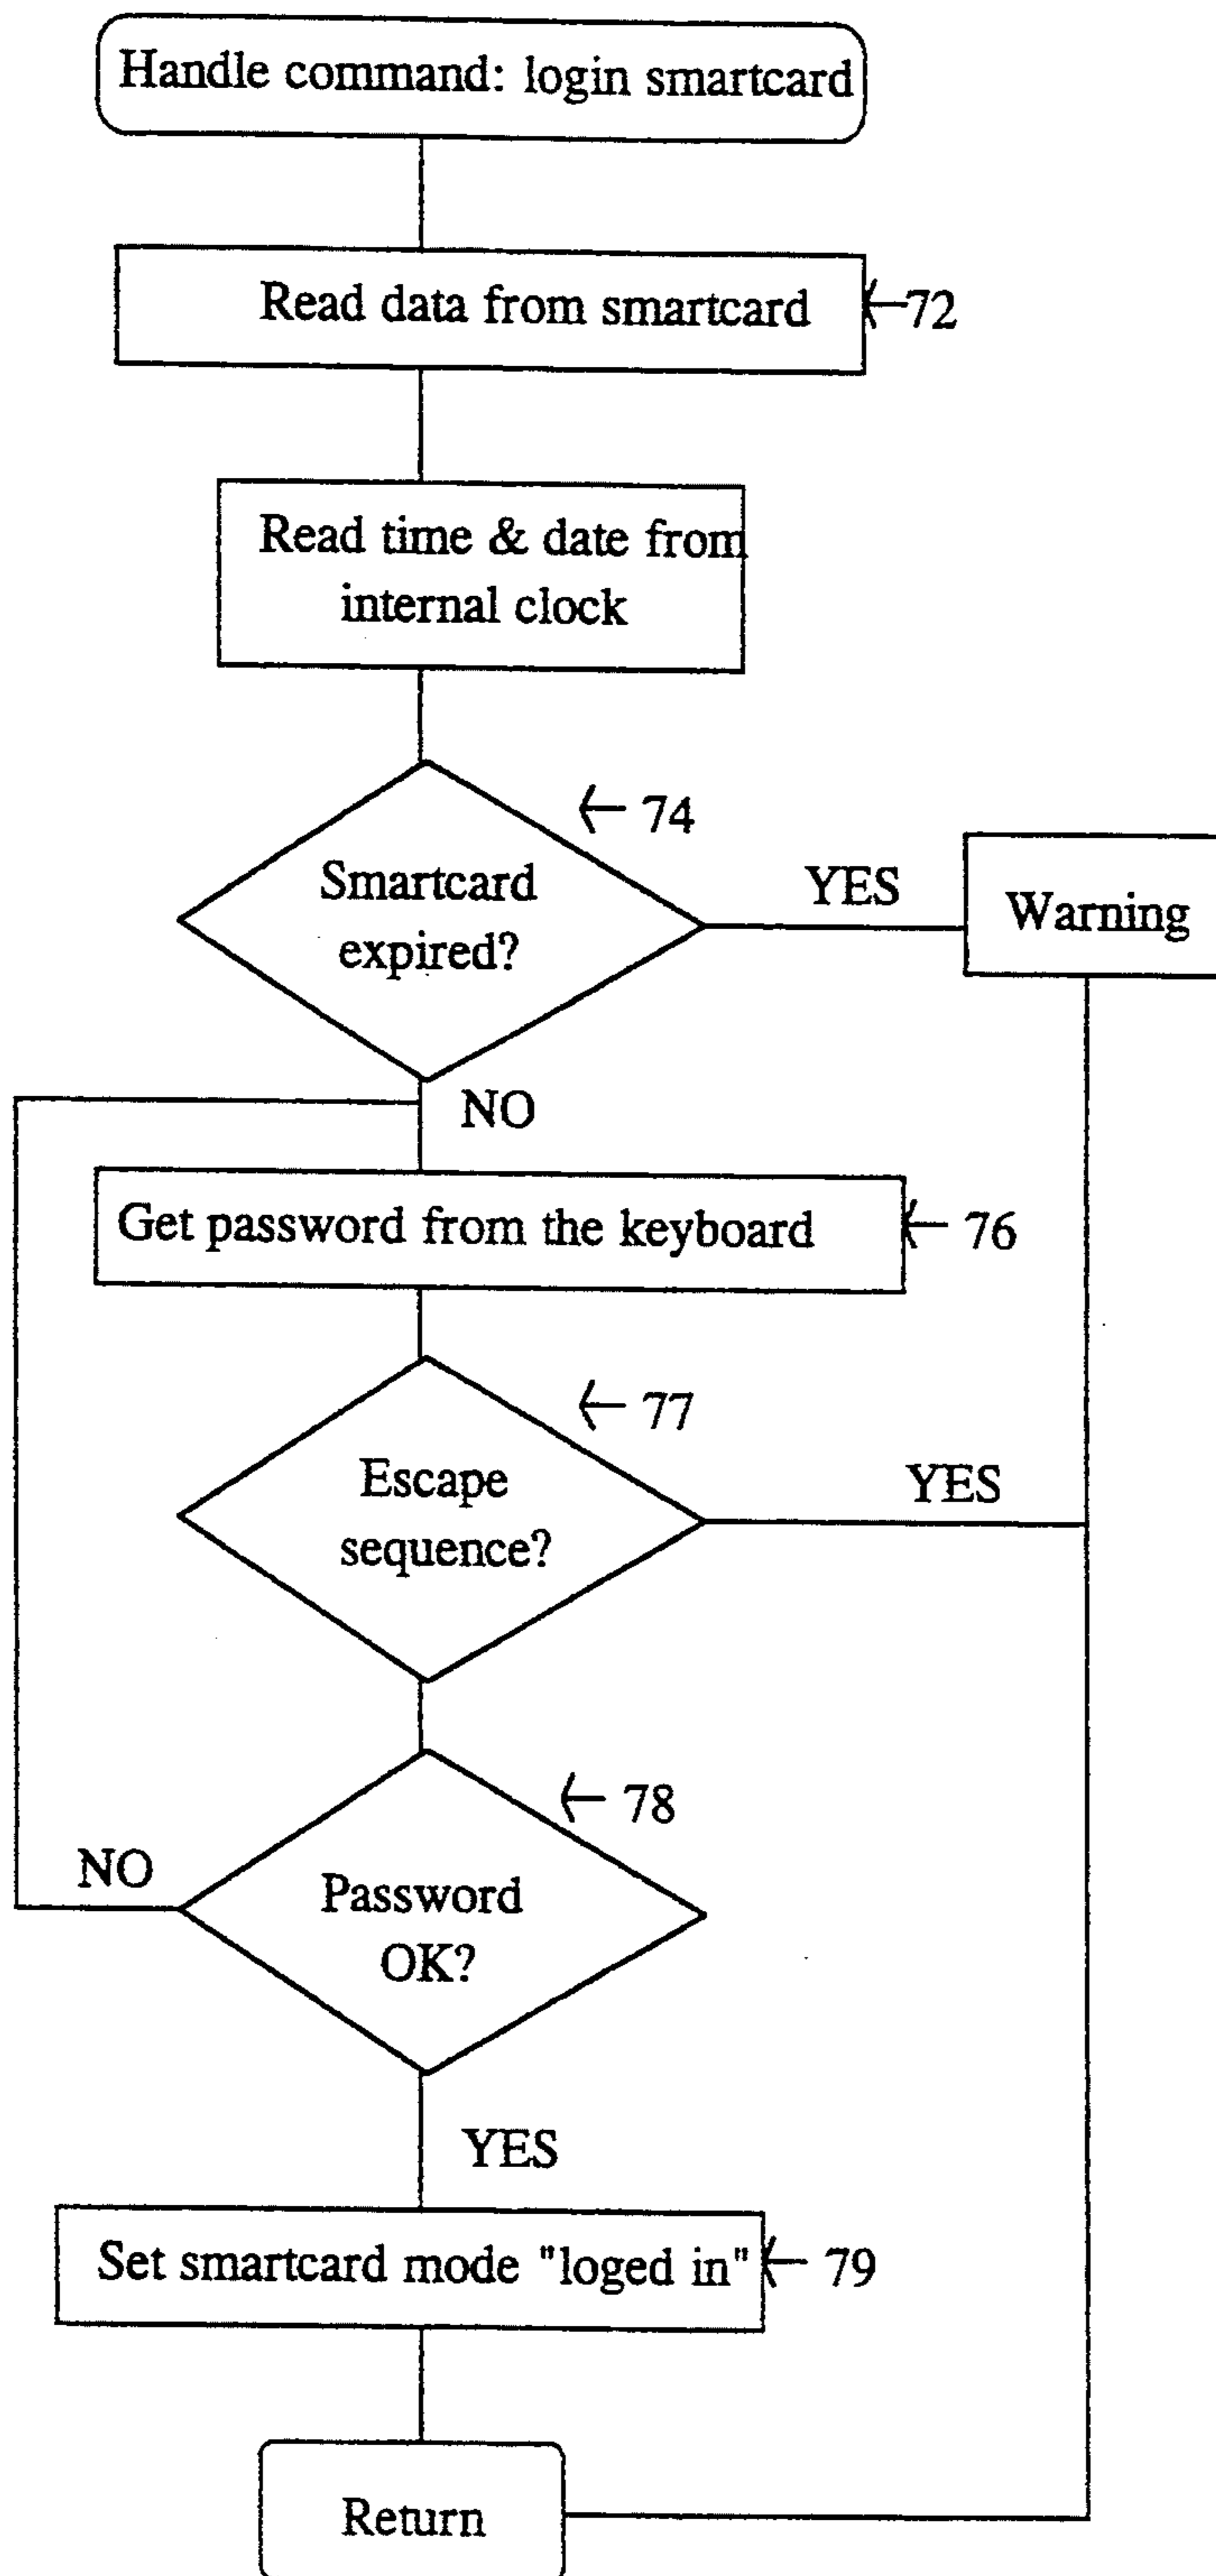 Handle command: login smartcard
Read data from smartcard
72
Read time & date from
internal clock
74
Smartcard
expired?
YES
Warning
NO
Get password from the keyboard
76
77
Escape
sequence?
YES
78
NO
Password
OK?
YES
Set smartcard mode "loged in"
79
Return